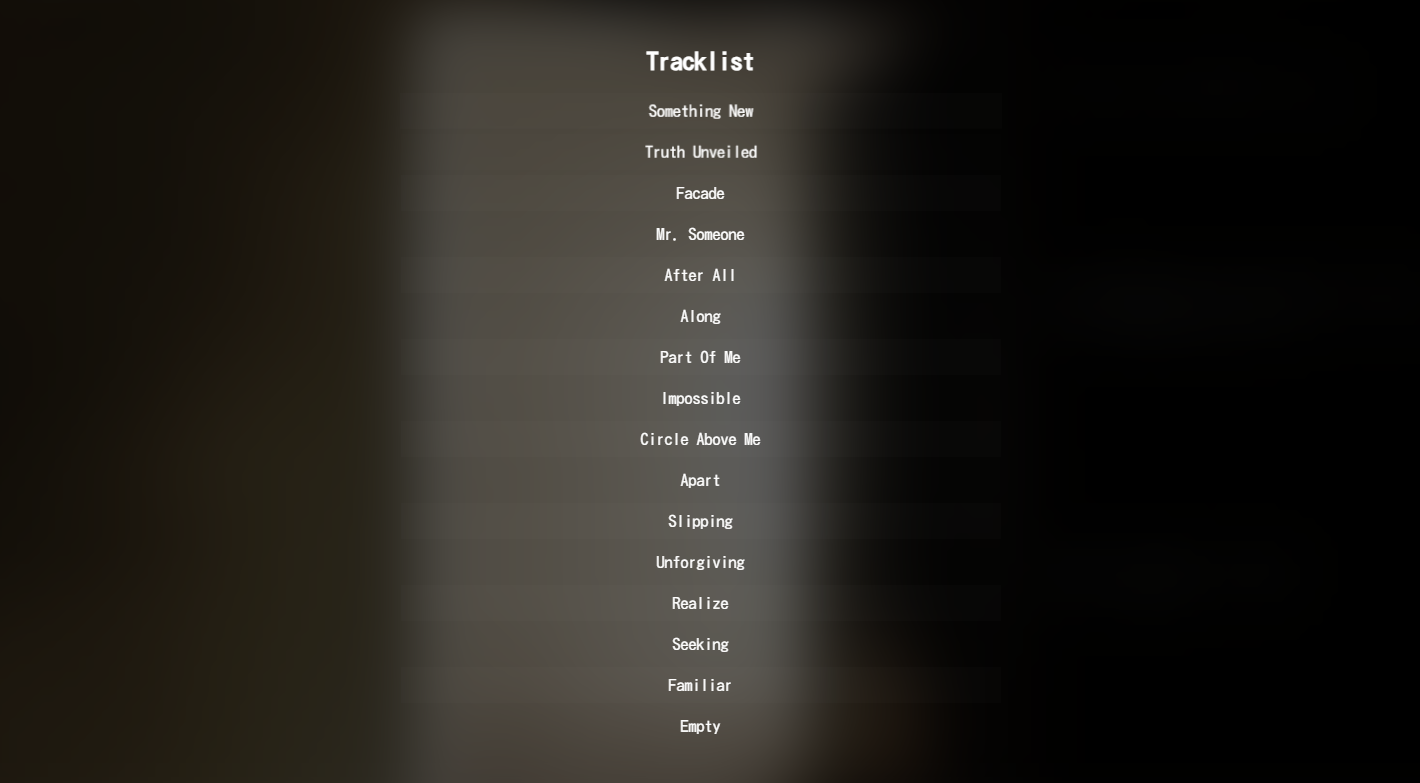 Tracklist
Something New
Truth Unveiled
Facade
Mr. Someone
After All
Along
Part Of Me
Impossible
Circle Above Me
Apart
Slipping
Unforgiving
Realize
Seeking
Familiar
Empty